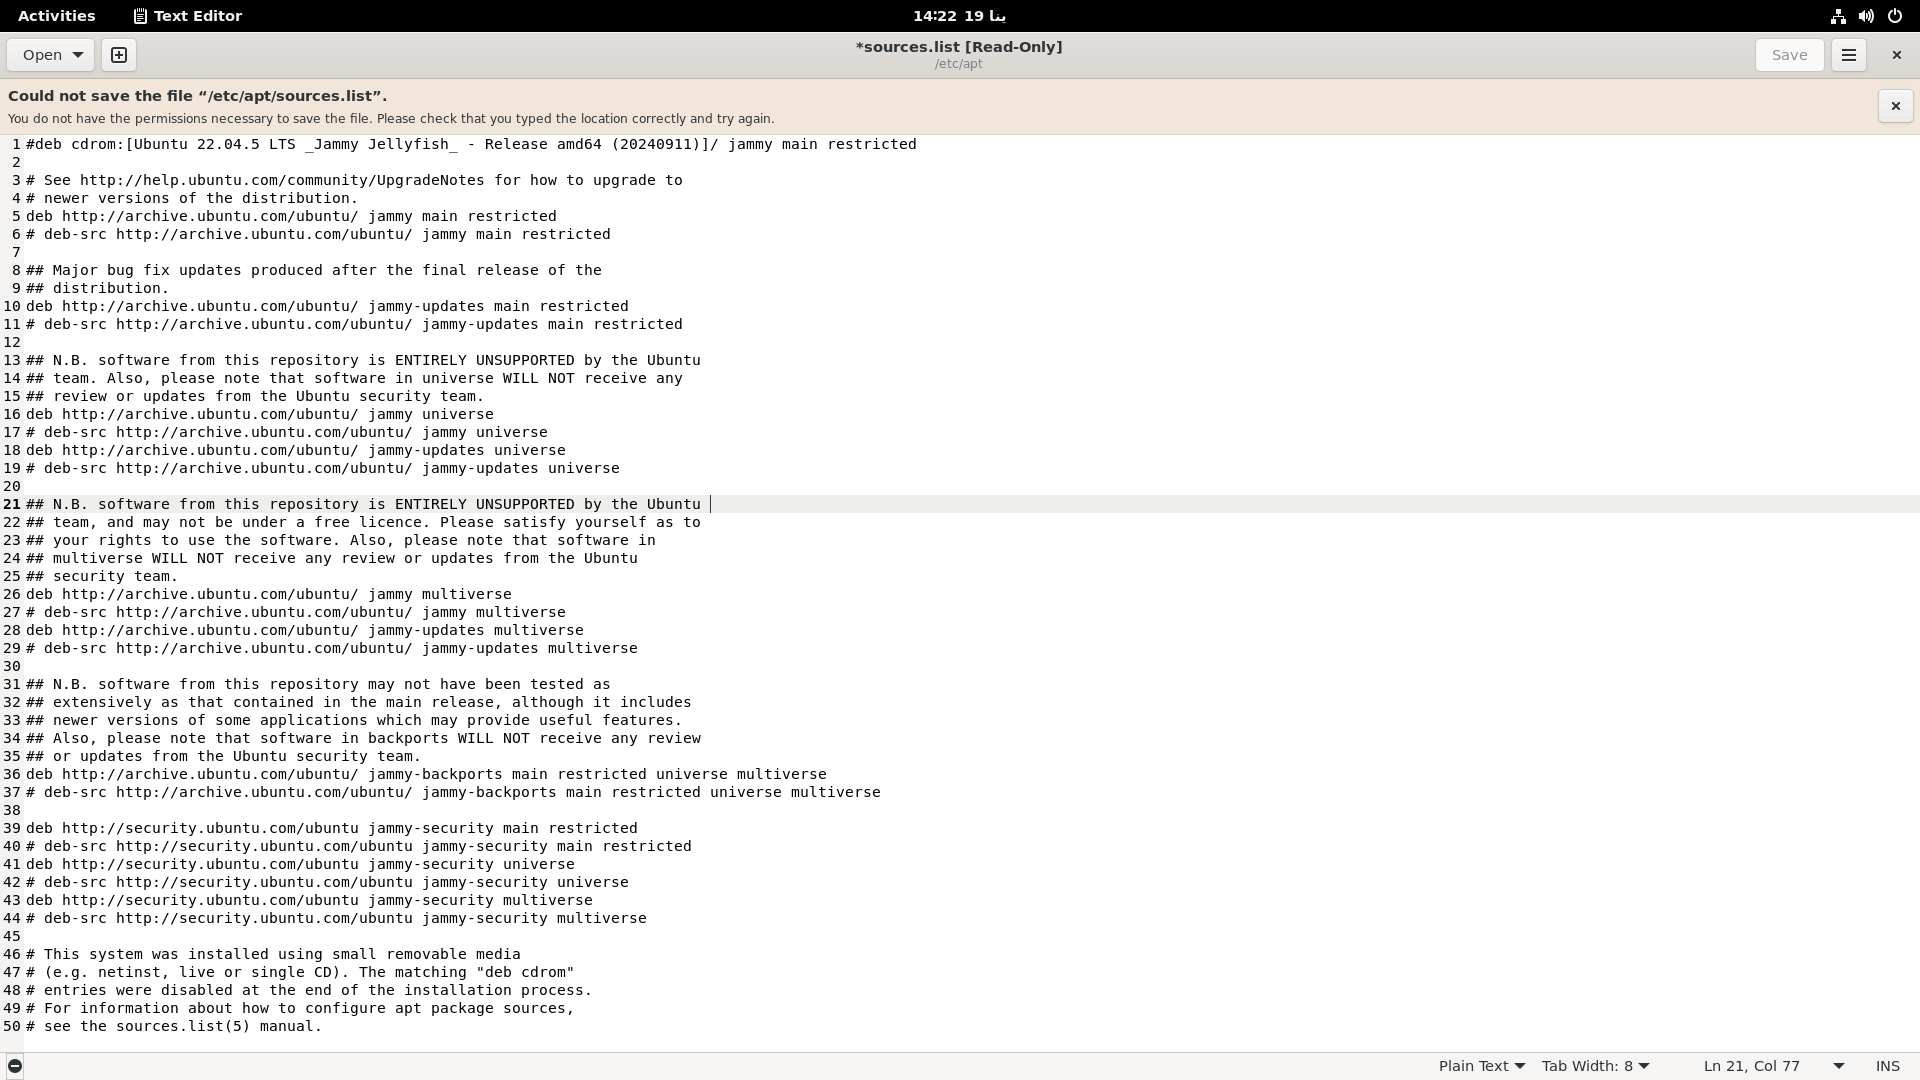 Activities Text Editor 14:22 19 ينا
Open *sources.list [Read-Only] Save
/etc/apt
Could not save the file “/etc/apt/sources.list”.
You do not have the permissions necessary to save the file. Please check that you typed the location correctly and try again.
1 #deb cdrom:[Ubuntu 22.04.5 LTS _Jammy Jellyfish_ - Release amd64 (20240911)]/ jammy main restricted
2
3 # See http://help.ubuntu.com/community/UpgradeNotes for how to upgrade to
4 # newer versions of the distribution.
5 deb http://archive.ubuntu.com/ubuntu/ jammy main restricted
6 # deb-src http://archive.ubuntu.com/ubuntu/ jammy main restricted
7
8 ## Major bug fix updates produced after the final release of the
9 ## distribution.
10 deb http://archive.ubuntu.com/ubuntu/ jammy-updates main restricted
11 # deb-src http://archive.ubuntu.com/ubuntu/ jammy-updates main restricted
12
13 ## N.B. software from this repository is ENTIRELY UNSUPPORTED by the Ubuntu
14 ## team. Also, please note that software in universe WILL NOT receive any
15 ## review or updates from the Ubuntu security team.
16 deb http://archive.ubuntu.com/ubuntu/ jammy universe
17 # deb-src http://archive.ubuntu.com/ubuntu/ jammy universe
18 deb http://archive.ubuntu.com/ubuntu/ jammy-updates universe
19 # deb-src http://archive.ubuntu.com/ubuntu/ jammy-updates universe
20
21 ## N.B. software from this repository is ENTIRELY UNSUPPORTED by the Ubuntu
22 ## team, and may not be under a free licence. Please satisfy yourself as to
23 ## your rights to use the software. Also, please note that software in
24 ## multiverse WILL NOT receive any review or updates from the Ubuntu
25 ## security team.
26 deb http://archive.ubuntu.com/ubuntu/ jammy multiverse
27 # deb-src http://archive.ubuntu.com/ubuntu/ jammy multiverse
28 deb http://archive.ubuntu.com/ubuntu/ jammy-updates multiverse
29 # deb-src http://archive.ubuntu.com/ubuntu/ jammy-updates multiverse
30
31 ## N.B. software from this repository may not have been tested as
32 ## extensively as that contained in the main release, although it includes
33 ## newer versions of some applications which may provide useful features.
34 ## Also, please note that software in backports WILL NOT receive any review
35 ## or updates from the Ubuntu security team.
36 deb http://archive.ubuntu.com/ubuntu/ jammy-backports main restricted universe multiverse
37 # deb-src http://archive.ubuntu.com/ubuntu/ jammy-backports main restricted universe multiverse
38
39 deb http://security.ubuntu.com/ubuntu jammy-security main restricted
40 # deb-src http://security.ubuntu.com/ubuntu jammy-security main restricted
41 deb http://security.ubuntu.com/ubuntu jammy-security universe
42 # deb-src http://security.ubuntu.com/ubuntu jammy-security universe
43 deb http://security.ubuntu.com/ubuntu jammy-security multiverse
44 # deb-src http://security.ubuntu.com/ubuntu jammy-security multiverse
45
46 # This system was installed using small removable media
47 # (e.g. netinst, live or single CD). The matching "deb cdrom"
48 # entries were disabled at the end of the installation process.
49 # For information about how to configure apt package sources,
50 # see the sources.list(5) manual.
Plain Text Tab Width: 8 Ln 21, Col 77 INS